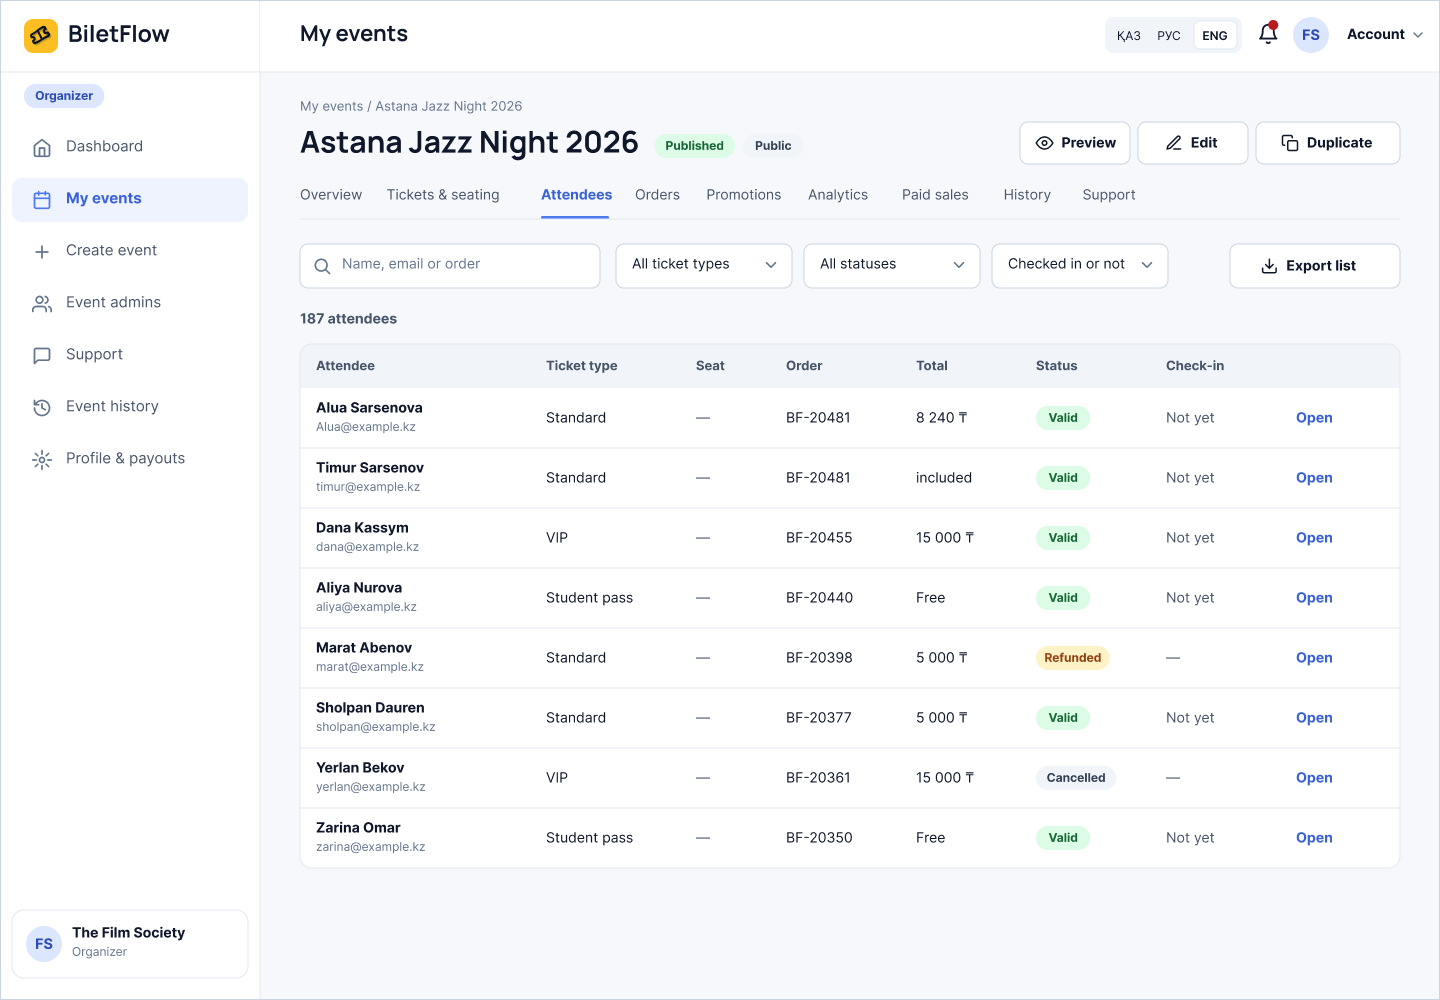 BiletFlow
My events
ҚАЗ РУС ENG
FS
Account
Organizer
Dashboard
My events
Create event
Event admins
Support
Event history
Profile & payouts
My events / Astana Jazz Night 2026
Astana Jazz Night 2026
Published
Public
Preview
Edit
Duplicate
Overview Tickets & seating Attendees Orders Promotions Analytics Paid sales History Support
Name, email or order
All ticket types
All statuses
Checked in or not
Export list
187 attendees
Attendee Ticket type Seat Order Total Status Check-in
Alua Sarsenova
Alua@example.kz
Standard — BF-20481 8 240 ₸ Valid Not yet Open
Timur Sarsenov
timur@example.kz
Standard — BF-20481 included Valid Not yet Open
Dana Kassym
dana@example.kz
VIP — BF-20455 15 000 ₸ Valid Not yet Open
Aliya Nurova
aliya@example.kz
Student pass — BF-20440 Free Valid Not yet Open
Marat Abenov
marat@example.kz
Standard — BF-20398 5 000 ₸ Refunded — Open
Sholpan Dauren
sholpan@example.kz
Standard — BF-20377 5 000 ₸ Valid Not yet Open
Yerlan Bekov
yerlan@example.kz
VIP — BF-20361 15 000 ₸ Cancelled — Open
Zarina Omar
zarina@example.kz
Student pass — BF-20350 Free Valid Not yet Open
FS
The Film Society
Organizer